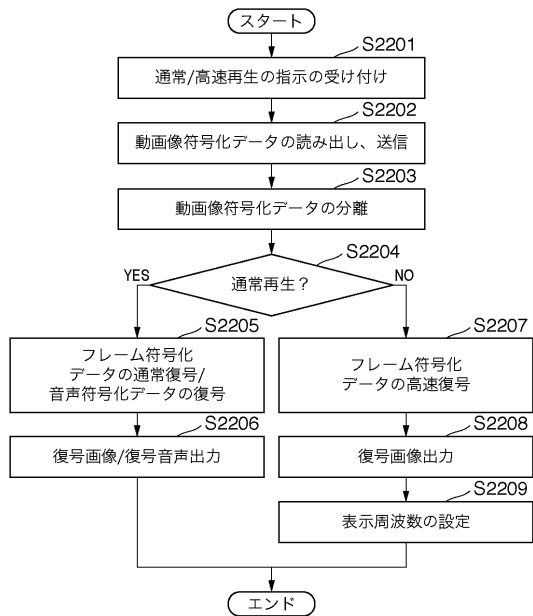 スタート
S2201
通常/高速再生の指示の受け付け
S2202
動画像符号化データの読み出し、送信
S2203
動画像符号化データの分離
S2204
通常再生？
YES
NO
S2205
フレーム符号化
データの通常復号/
音声符号化データの復号
S2207
フレーム符号化
データの高速復号
S2206
復号画像/復号音声出力
S2208
復号画像出力
S2209
表示周波数の設定
エンド